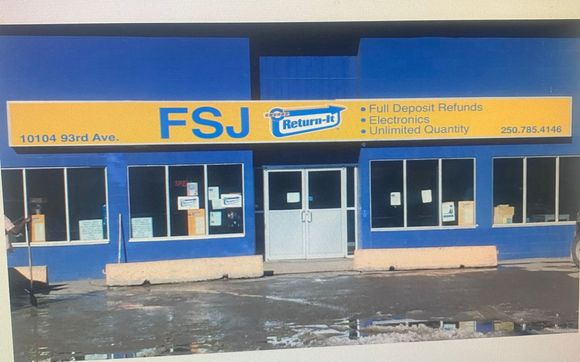 FSJ
Return-It
• Full Deposit Refunds
• Electronics
• Unlimited Quantity
10104 93rd Ave.
250.785.4146